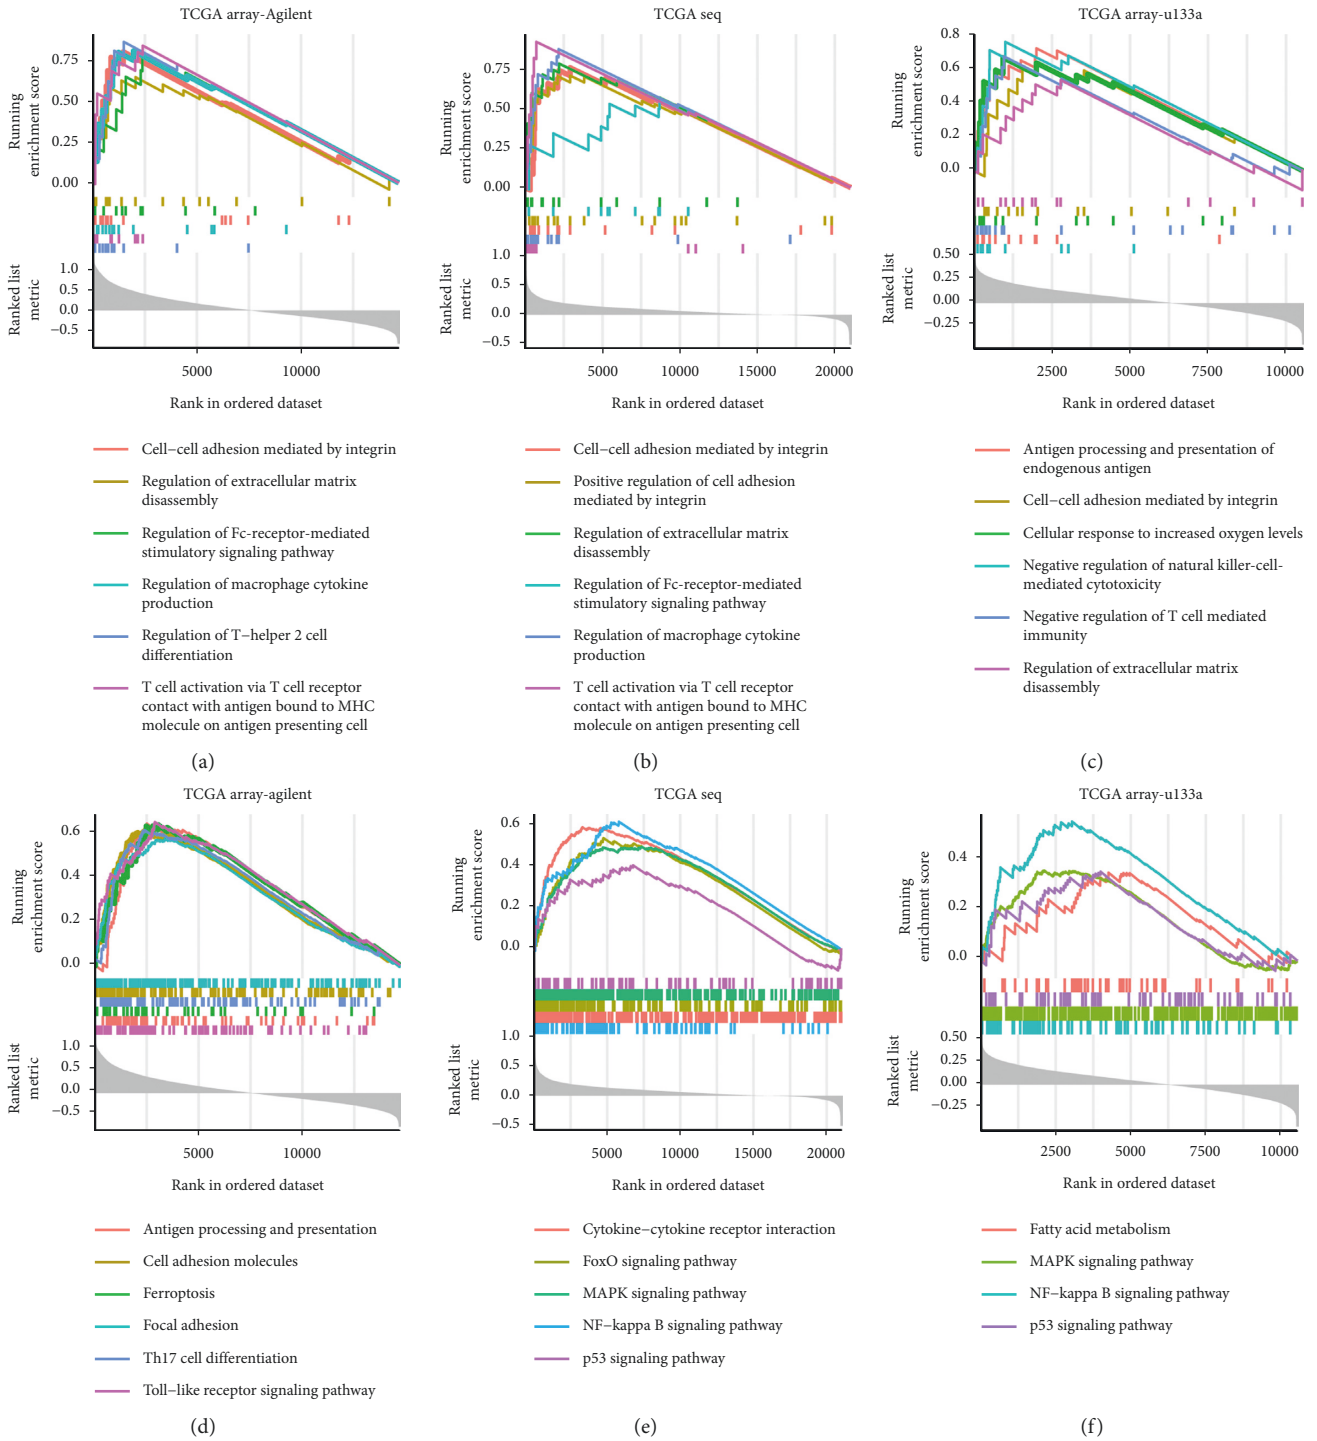 TCGA array-Agilent
Running
enrichment score
0.75
0.50
0.25
0.00
Ranked list
metric
1.0
0.5
0.0
−0.5
5000
10000
Rank in ordered dataset
Cell−cell adhesion mediated by integrin
Regulation of extracellular matrix
disassembly
Regulation of Fc-receptor-mediated
stimulatory signaling pathway
Regulation of macrophage cytokine
production
Regulation of T−helper 2 cell
differentiation
T cell activation via T cell receptor
contact with antigen bound to MHC
molecule on antigen presenting cell
(a)
TCGA seq
Running
enrichment score
0.75
0.50
0.25
0.00
Ranked list
metric
1.0
0.5
0.0
−0.5
5000
10000
15000
20000
Rank in ordered dataset
Cell−cell adhesion mediated by integrin
Positive regulation of cell adhesion
mediated by integrin
Regulation of extracellular matrix
disassembly
Regulation of Fc-receptor-mediated
stimulatory signaling pathway
Regulation of macrophage cytokine
production
T cell activation via T cell receptor
contact with antigen bound to MHC
molecule on antigen presenting cell
(b)
TCGA array-u133a
Running
enrichment score
0.8
0.6
0.4
0.2
0.0
Ranked list
metric
0.50
0.25
0.00
−0.25
2500
5000
7500
10000
Rank in ordered dataset
Antigen processing and presentation of
endogenous antigen
Cell−cell adhesion mediated by integrin
Cellular response to increased oxygen levels
Negative regulation of natural killer-cell-
mediated cytotoxicity
Negative regulation of T cell mediated
immunity
Regulation of extracellular matrix
disassembly
(c)
TCGA array-agilent
Running
enrichment score
0.6
0.4
0.2
0.0
Ranked list
metric
1.0
0.5
0.0
−0.5
5000
10000
Rank in ordered dataset
Antigen processing and presentation
Cell adhesion molecules
Ferroptosis
Focal adhesion
Th17 cell differentiation
Toll−like receptor signaling pathway
(d)
TCGA seq
Running
enrichment score
0.6
0.4
0.2
0.0
Ranked list
metric
1.0
0.5
0.0
−0.5
5000
10000
15000
20000
Rank in ordered dataset
Cytokine−cytokine receptor interaction
FoxO signaling pathway
MAPK signaling pathway
NF−kappa B signaling pathway
p53 signaling pathway
(e)
TCGA array-u133a
Running
enrichment score
0.4
0.2
0.0
Ranked list
metric
0.50
0.25
0.00
−0.25
2500
5000
7500
10000
Rank in ordered dataset
Fatty acid metabolism
MAPK signaling pathway
NF−kappa B signaling pathway
p53 signaling pathway
(f)